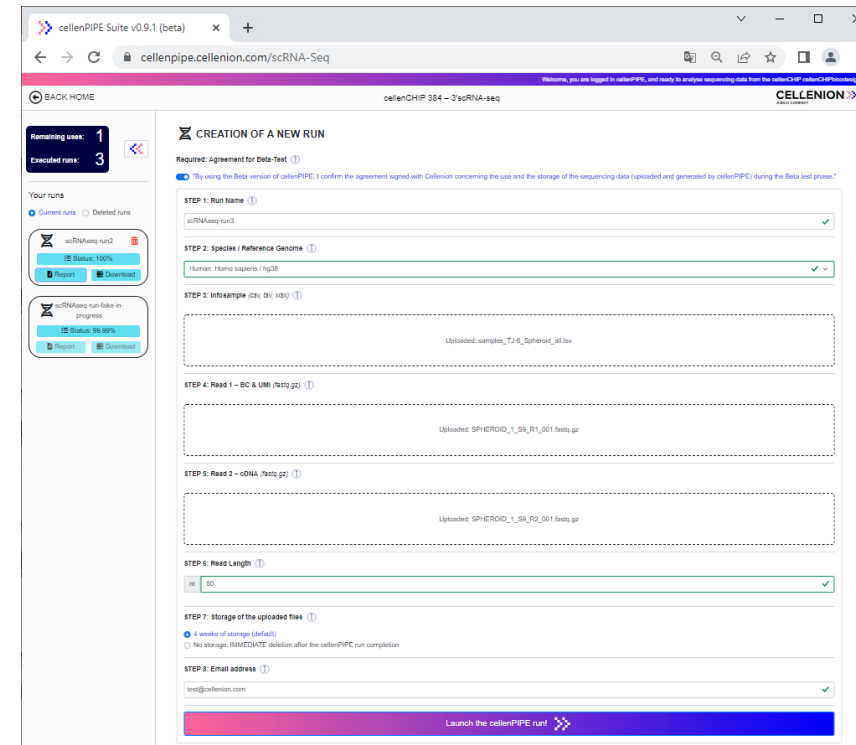 cellenPIPE Suite v0.9.1 (beta)
cellenpipe.cellenion.com/scRNA-Seq
Welcome, you are logged in cellenPIPE, and ready to analyse sequencing data from the cellenCHIP
BACK HOME
cellenCHIP 384 – 3'scRNA-seq
CELLENION
A BICO COMPANY
Remaining uses: 1
Executed runs: 3
Your runs
Current runs Deleted runs
scRNAseq-run2
Status: 100%
Report Download
scRNAseq-run-fake-in-
progress
Status: 99.99%
Report Download
CREATION OF A NEW RUN
Required: Agreement for Beta-Test
"By using the Beta version of cellenPIPE, I confirm the agreement signed with Cellenion concerning the use and the storage of the sequencing data (uploaded and generated by cellenPIPE) during the Beta test phase."
STEP 1: Run Name
scRNAseq-run3
STEP 2: Species / Reference Genome
Human: Homo sapiens / hg38
STEP 3: Infosample (csv, tsv, xlsx)
Uploaded: samples_TJ-6_Spheroid_all.tsv
STEP 4: Read 1 – BC & UMI (fastq.gz)
Uploaded: SPHEROID_1_S9_R1_001.fastq.gz
STEP 5: Read 2 – cDNA (fastq.gz)
Uploaded: SPHEROID_1_S9_R2_001.fastq.gz
STEP 6: Read Length
nt 50
STEP 7: Storage of the uploaded files
4 weeks of storage (default)
No storage: IMMEDIATE deletion after the cellenPIPE run completion
STEP 8: Email address
test@cellenion.com
Launch the cellenPIPE run!